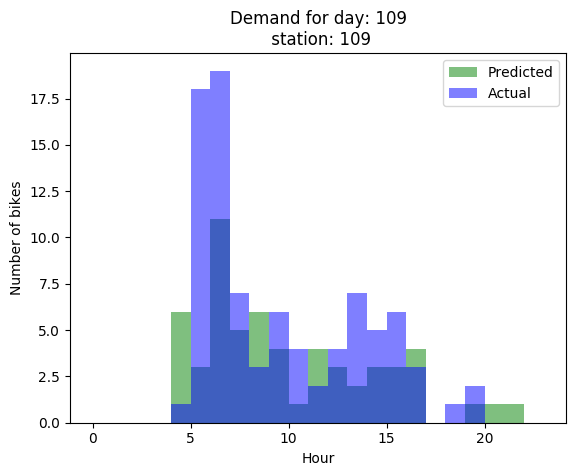 Demand for day: 109
station: 109
Predicted
Actual
Number of bikes
17.5
15.0
12.5
10.0
7.5
5.0
2.5
0.0
0
5
10
15
20
Hour